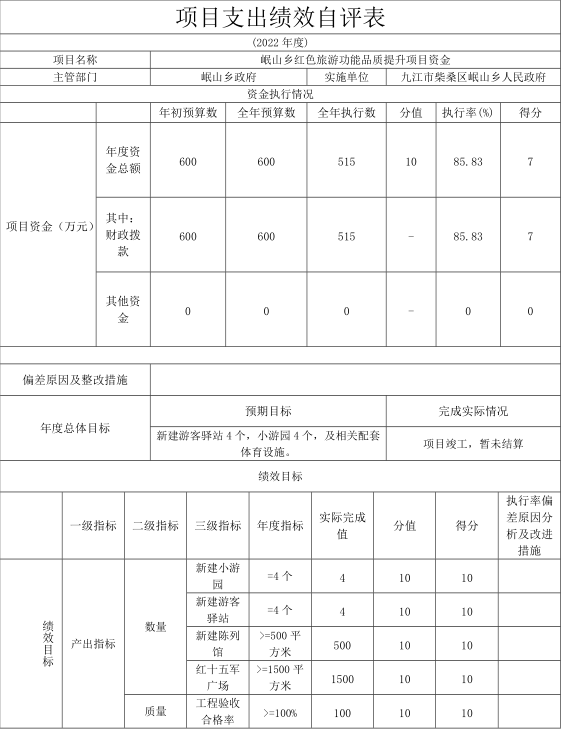 项目支出绩效自评表
(2022 年度)
项目名称 岷山乡红色旅游功能品质提升项目资金
主管部门 岷山乡政府 实施单位 九江市柴桑区岷山乡人民政府
资金执行情况
年初预算数 全年预算数 全年执行数 分值 执行率(%) 得分
项目资金（万元）
年度资
金总额
600 600 515 10 85.83 7
其中:
财政拨
款
600 600 515 - 85.83 7
其他资
金
0 0 0 - 0 0
偏差原因及整改措施
年度总体目标
预期目标 完成实际情况
新建游客驿站 4 个，小游园 4 个，及相关配套
体育设施。
项目竣工，暂未结算
绩效目标
一级指标 二级指标 三级指标 年度指标
实际完成
值
分值 得分
执行率偏
差原因分
析及改进
措施
绩效目标
产出指标
数量
新建小游
园
=4 个 4 10 10
新建游客
驿站
=4 个 4 10 10
新建陈列
馆
>=500 平
方米
500 10 10
红十五军
广场
>=1500 平
方米
1500 10 10
质量
工程验收
合格率
>=100% 100 10 10